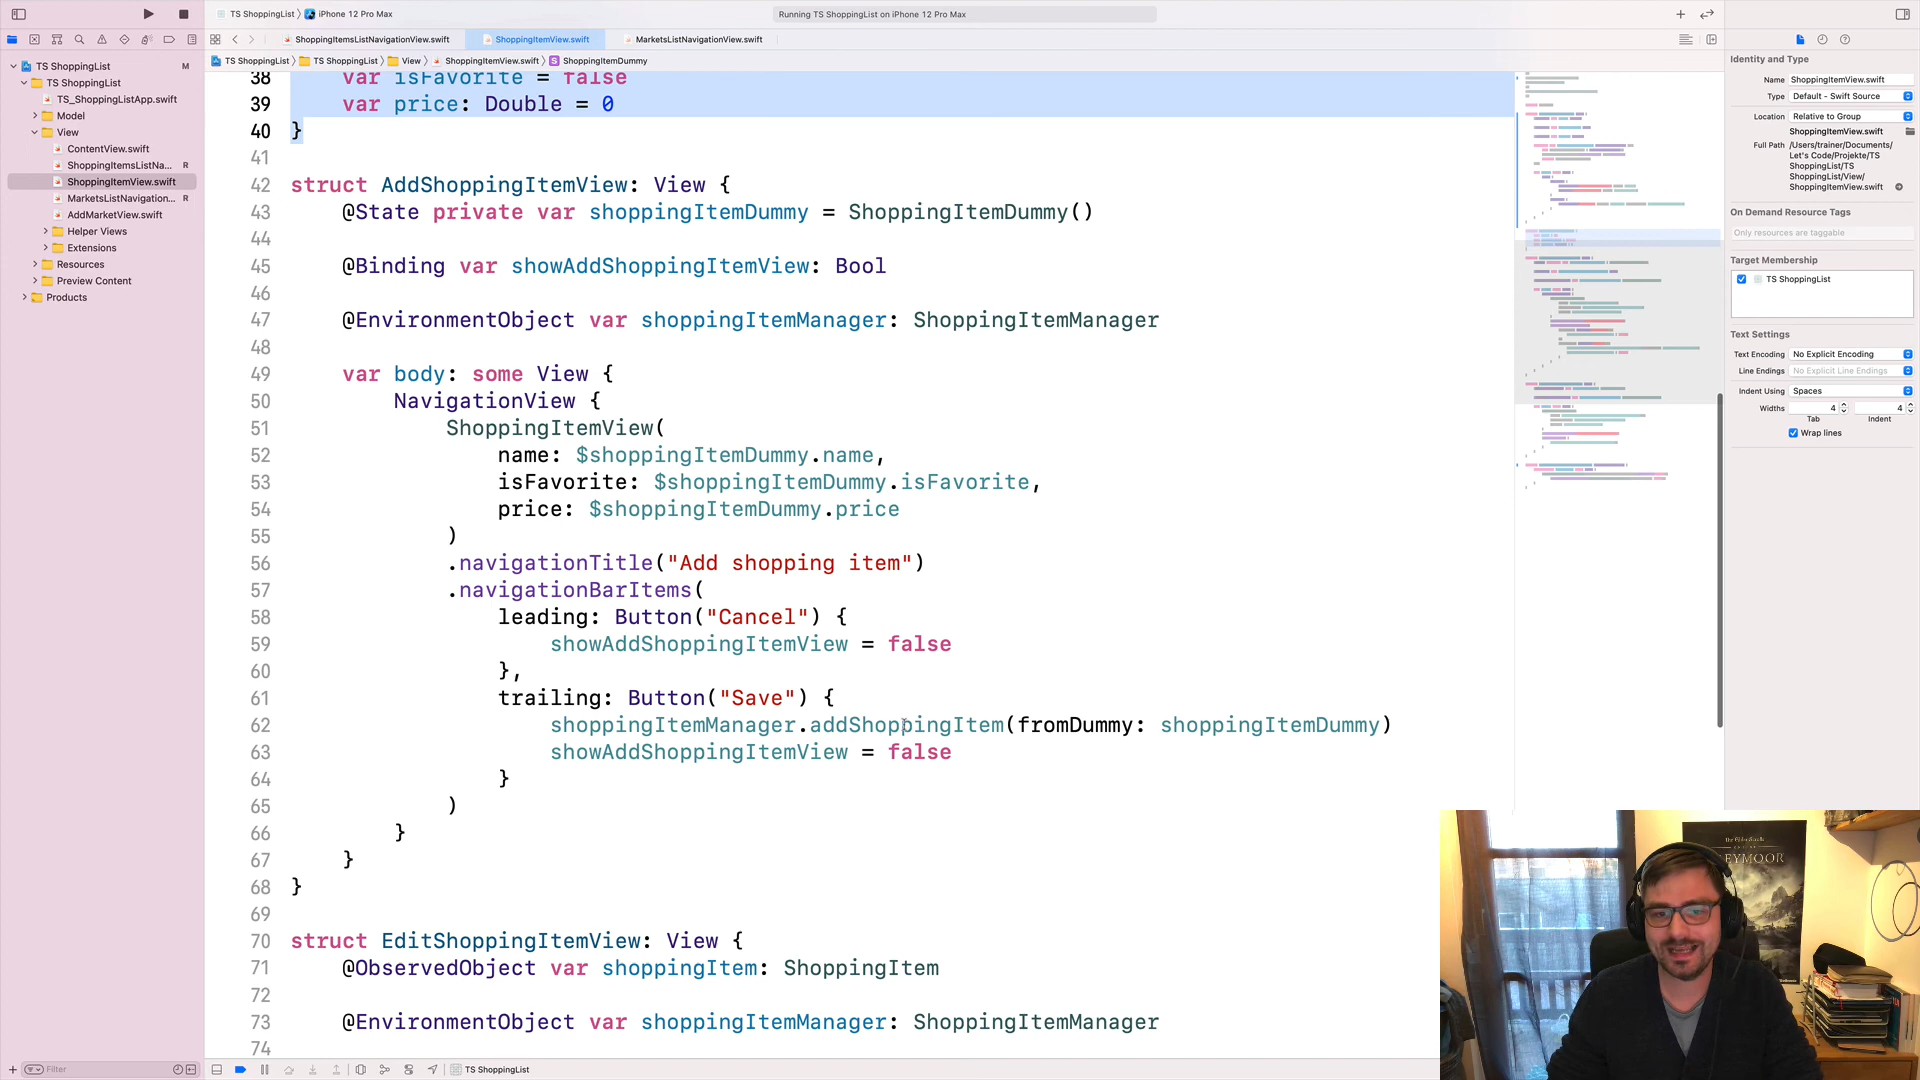 TS ShoppingList
iPhone 12 Pro Max
Running TS ShoppingList on iPhone 12 Pro Max
ShoppingItemsListNavigationView.swift
ShoppingItemView.swift
MarketsListNavigationView.swift
TS ShoppingList
TS ShoppingList
View
ShoppingItemView.swift
S ShoppingItemDummy
TS ShoppingList M
TS ShoppingList
TS_ShoppingListApp.swift
Model
View
ContentView.swift
ShoppingItemsListNa... R
ShoppingItemView.swift
MarketsListNavigation... R
AddMarketView.swift
Helper Views
Extensions
Resources
Preview Content
Products
38 var isFavorite = false
39 var price: Double = 0
40 }
41
42 struct AddShoppingItemView: View {
43 @State private var shoppingItemDummy = ShoppingItemDummy()
44
45 @Binding var showAddShoppingItemView: Bool
46
47 @EnvironmentObject var shoppingItemManager: ShoppingItemManager
48
49 var body: some View {
50 NavigationView {
51 ShoppingItemView(
52 name: $shoppingItemDummy.name,
53 isFavorite: $shoppingItemDummy.isFavorite,
54 price: $shoppingItemDummy.price
55 )
56 .navigationTitle("Add shopping item")
57 .navigationBarItems(
58 leading: Button("Cancel") {
59 showAddShoppingItemView = false
60 },
61 trailing: Button("Save") {
62 shoppingItemManager.addShoppingItem(fromDummy: shoppingItemDummy)
63 showAddShoppingItemView = false
64 }
65 )
66 }
67 }
68 }
69
70 struct EditShoppingItemView: View {
71 @ObservedObject var shoppingItem: ShoppingItem
72
73 @EnvironmentObject var shoppingItemManager: ShoppingItemManager
74
Identity and Type
Name ShoppingItemView.swift
Type Default - Swift Source
Location Relative to Group
ShoppingItemView.swift
Full Path /Users/trainer/Documents/
Let's Code/Projekte/TS
ShoppingList/TS
ShoppingList/View/
ShoppingItemView.swift
On Demand Resource Tags
Only resources are taggable
Target Membership
TS ShoppingList
Text Settings
Text Encoding No Explicit Encoding
Line Endings No Explicit Line Endings
Indent Using Spaces
Widths 4 4
Tab Indent
Wrap lines
The Elder Scrolls
Filter
TS ShoppingList